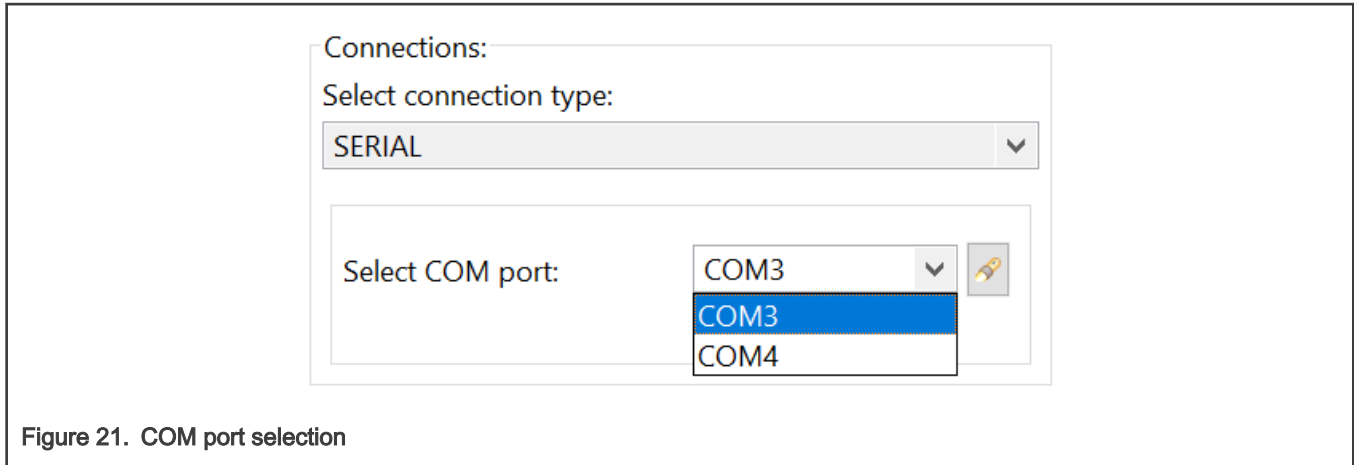 Connections:
Select connection type:
SERIAL
Select COM port:
COM3
COM3
COM4
Figure 21. COM port selection